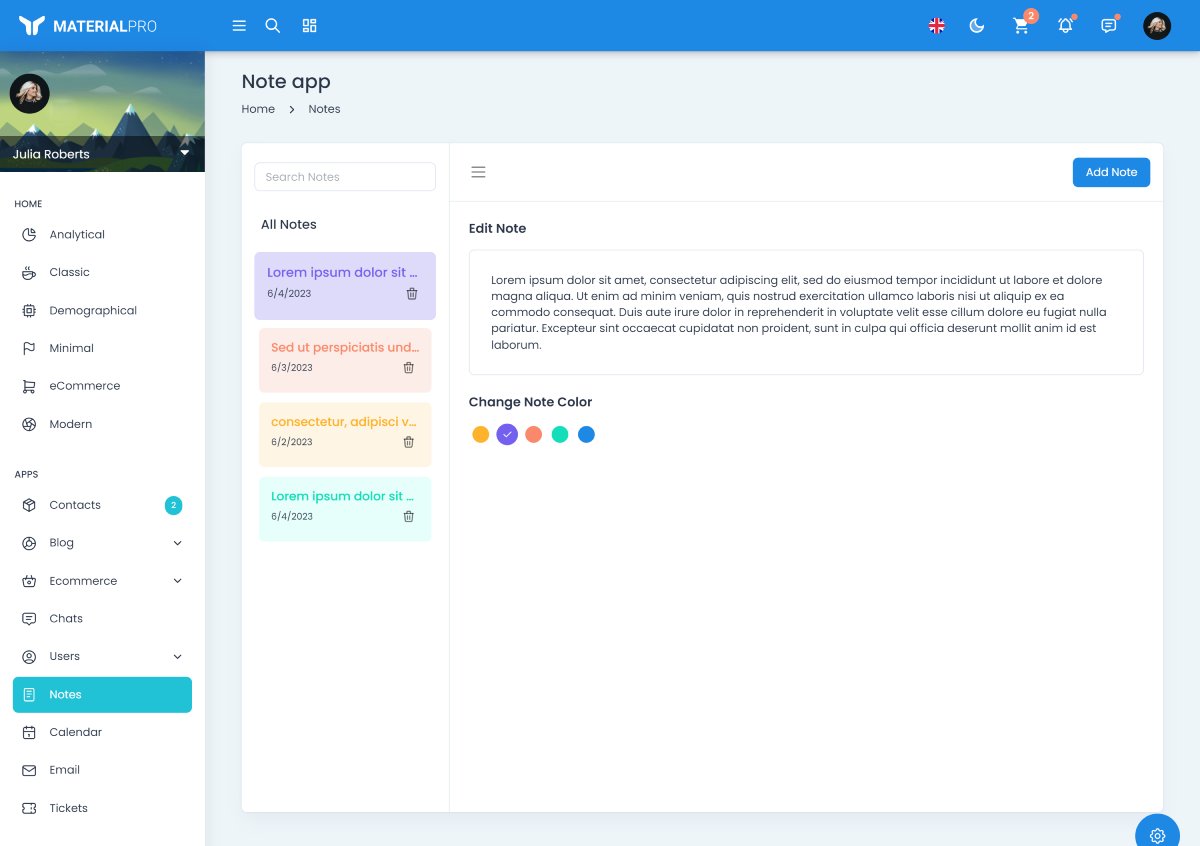 MATERIALPRO
2
Julia Roberts
HOME
Analytical
Classic
Demographical
Minimal
eCommerce
Modern
APPS
Contacts
2
Blog
Ecommerce
Chats
Users
Notes
Calendar
Email
Tickets
Note app
Home > Notes
Search Notes
All Notes
Lorem ipsum dolor sit ...
6/4/2023
Sed ut perspiciatis und...
6/3/2023
consectetur, adipisci v...
6/2/2023
Lorem ipsum dolor sit ...
6/4/2023
Add Note
Edit Note
Lorem ipsum dolor sit amet, consectetur adipiscing elit, sed do eiusmod tempor incididunt ut labore et dolore
magna aliqua. Ut enim ad minim veniam, quis nostrud exercitation ullamco laboris nisi ut aliquip ex ea
commodo consequat. Duis aute irure dolor in reprehenderit in voluptate velit esse cillum dolore eu fugiat nulla
pariatur. Excepteur sint occaecat cupidatat non proident, sunt in culpa qui officia deserunt mollit anim id est
laborum.
Change Note Color